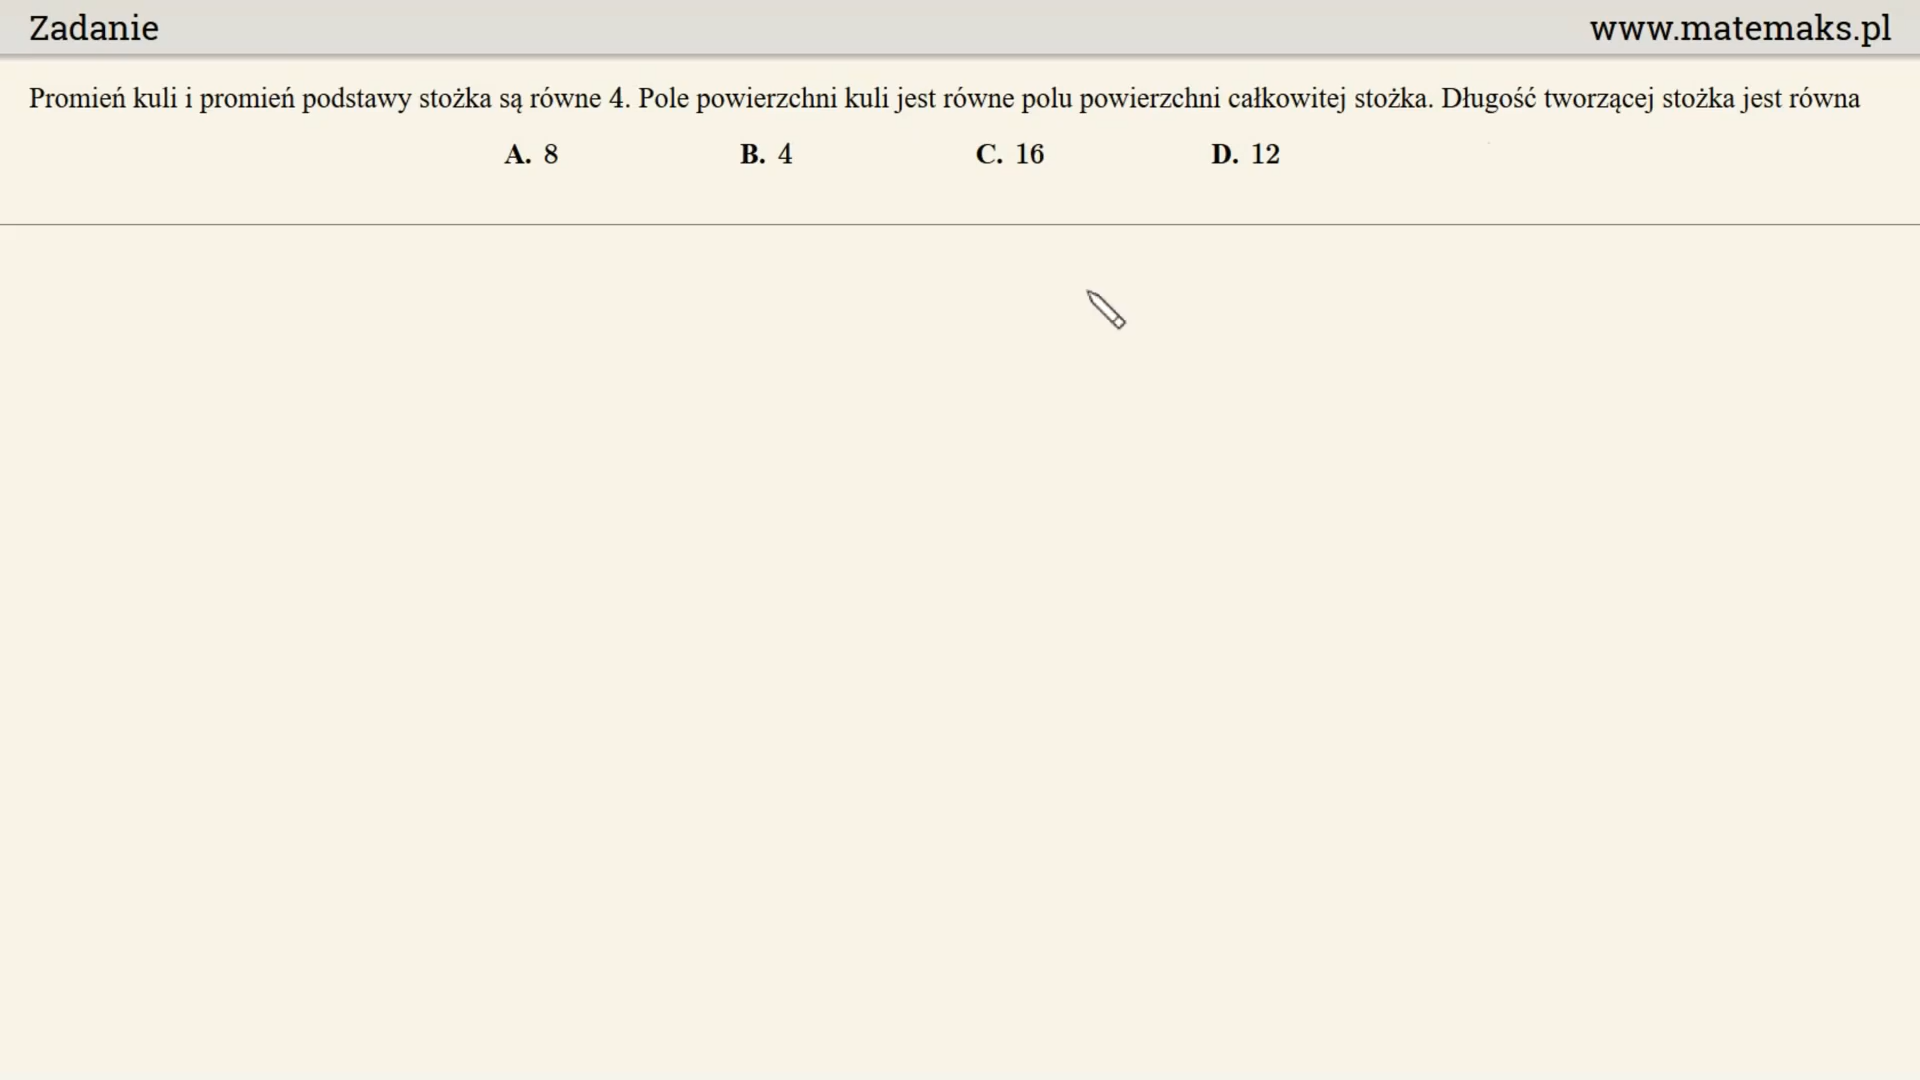 Zadanie
www.matemaks.pl
Promień kuli i promień podstawy stożka są równe 4. Pole powierzchni kuli jest równe polu powierzchni całkowitej stożka. Długość tworzącej stożka jest równa
A. 8 B. 4 C. 16 D. 12